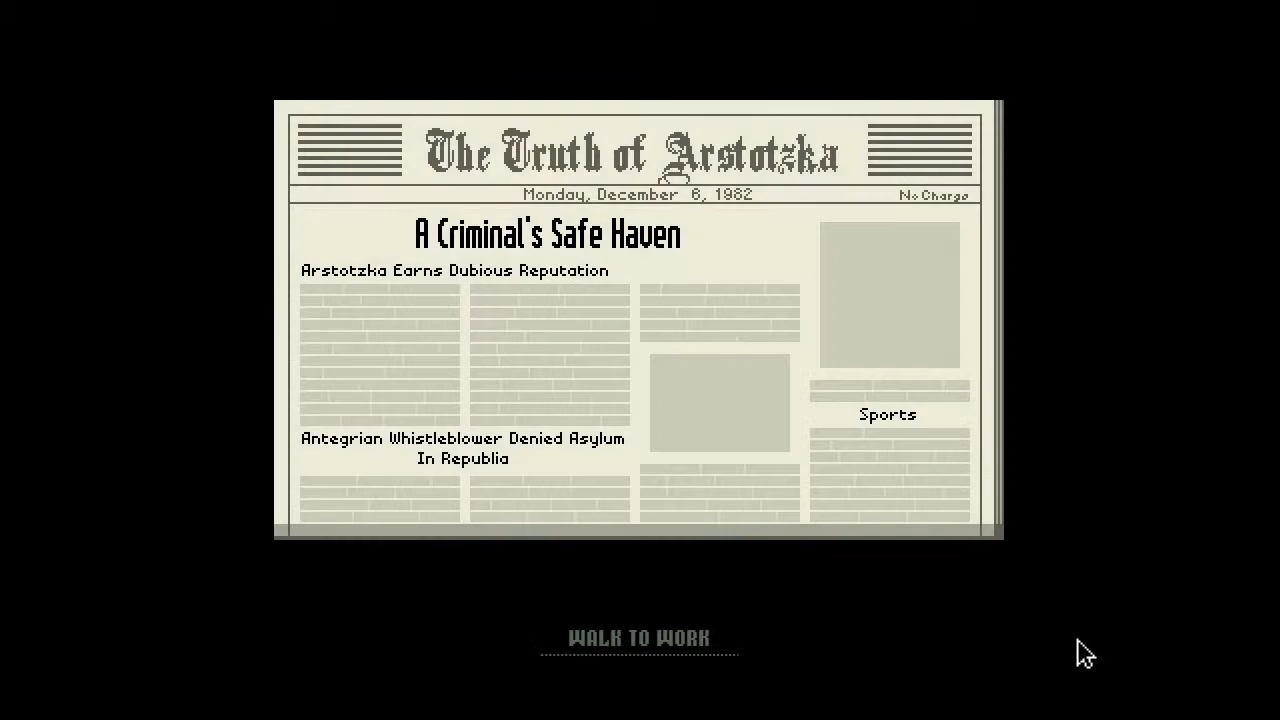 The Truth of Arstotzka
Monday, December 6, 1982
No Charge
A Criminal's Safe Haven
Arstotzka Earns Dubious Reputation
Antegrian Whistleblower Denied Asylum
In Republia
Sports
WALK TO WORK